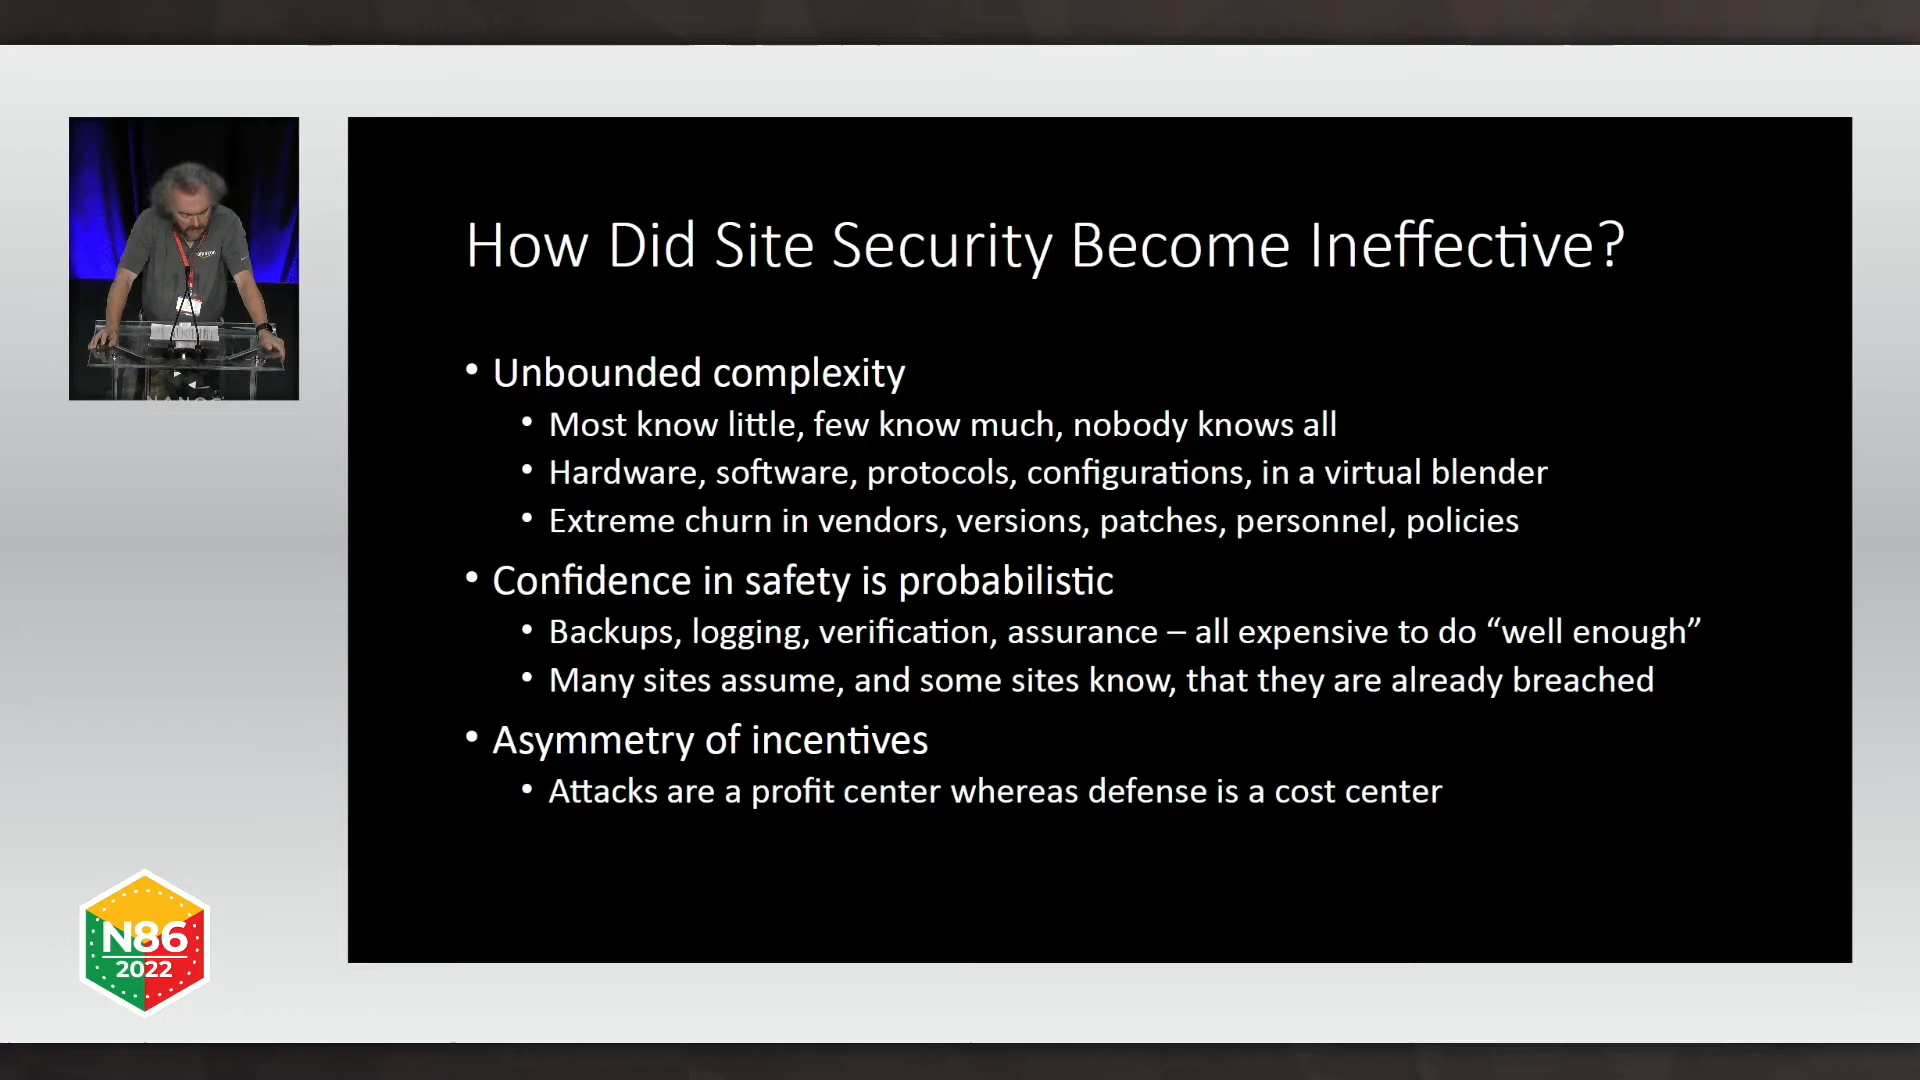 How Did Site Security Become Ineffective?
• Unbounded complexity
• Most know little, few know much, nobody knows all
• Hardware, software, protocols, configurations, in a virtual blender
• Extreme churn in vendors, versions, patches, personnel, policies
• Confidence in safety is probabilistic
• Backups, logging, verification, assurance – all expensive to do “well enough”
• Many sites assume, and some sites know, that they are already breached
• Asymmetry of incentives
• Attacks are a profit center whereas defense is a cost center
amazon
NANOG
N86
2022